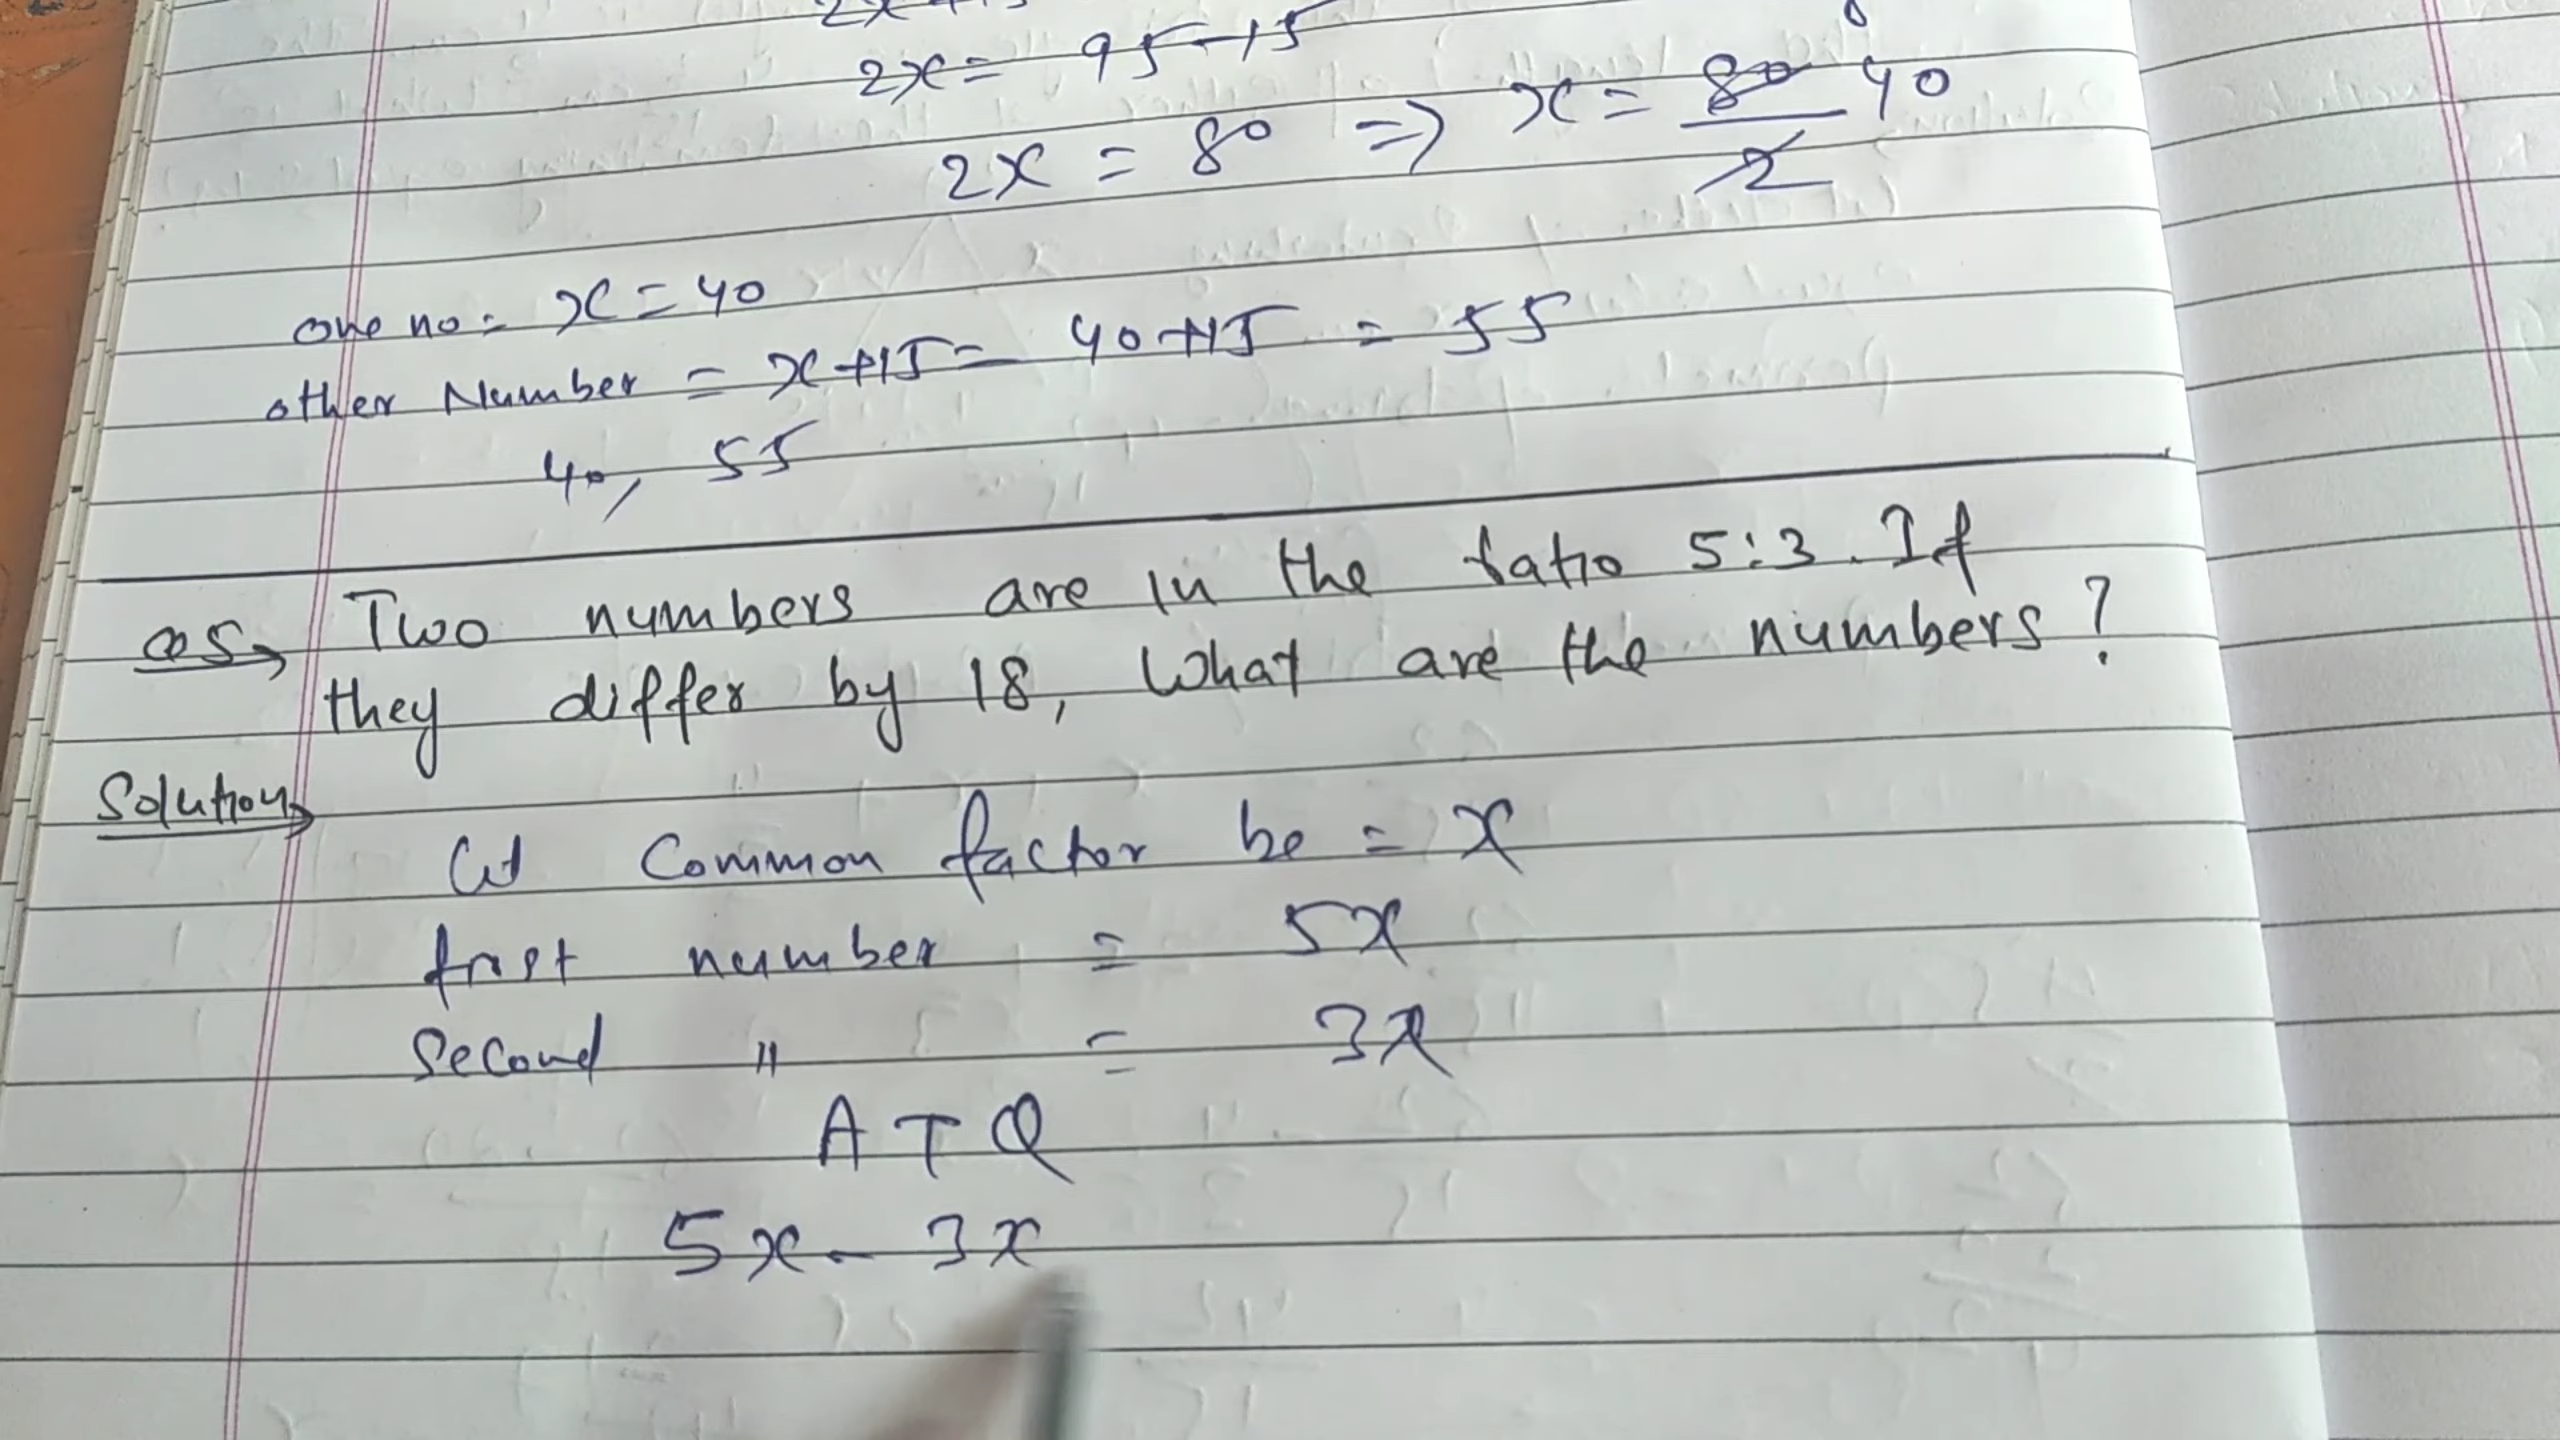 2x = 95-15
2x = 80 => x = 80/2 40
one no = x = 40
other Number = x+15 = 40+15 = 55
40, 55
Q5→ Two numbers are in the ratio 5:3. If
they differ by 18, What are the numbers?
Solution→
Let Common factor be = x
first number = 5x
Second " = 3x
A T Q
5x - 3x